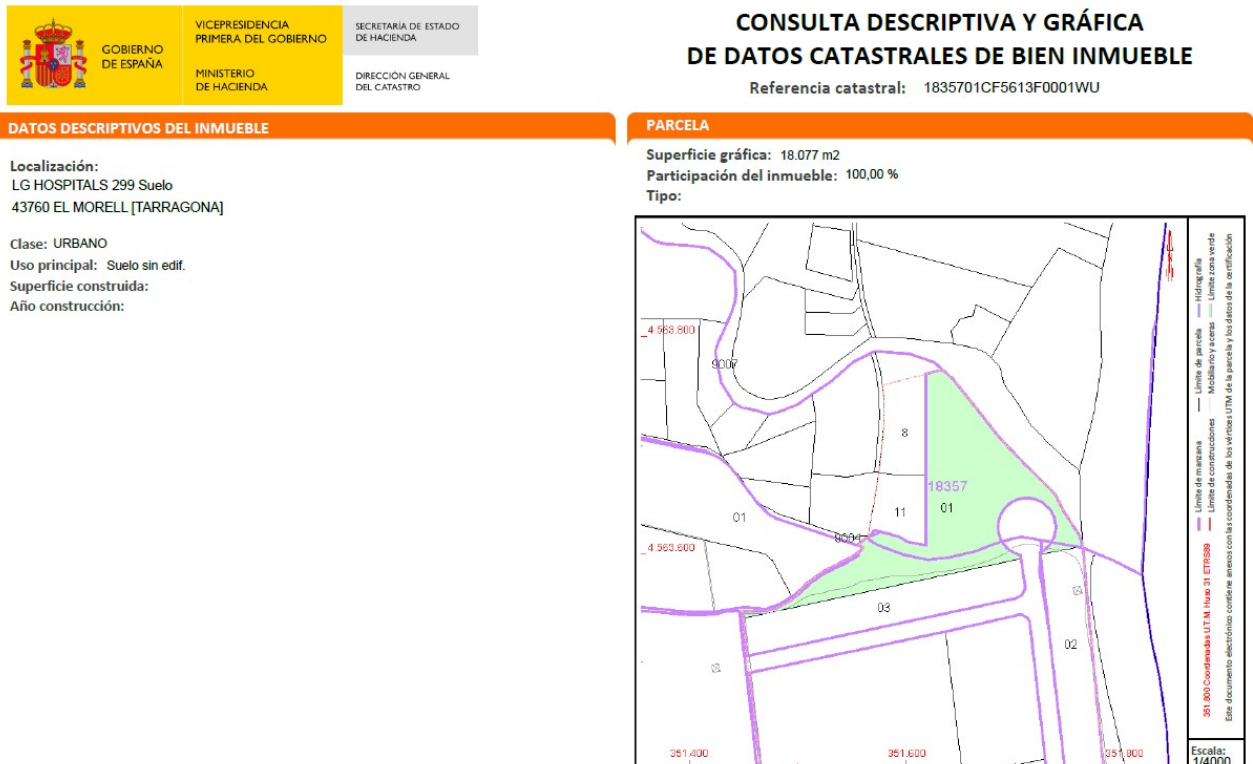 GOBIERNO
DE ESPAÑA
VICEPRESIDENCIA
PRIMERA DEL GOBIERNO
MINISTERIO
DE HACIENDA
SECRETARÍA DE ESTADO
DE HACIENDA
DIRECCIÓN GENERAL
DEL CATASTRO
CONSULTA DESCRIPTIVA Y GRÁFICA
DE DATOS CATASTRALES DE BIEN INMUEBLE
Referencia catastral: 1835701CF5613F0001WU
DATOS DESCRIPTIVOS DEL INMUEBLE
Localización:
LG HOSPITALS 299 Suelo
43760 EL MORELL [TARRAGONA]
Clase: URBANO
Uso principal: Suelo sin edif.
Superficie construida:
Año construcción:
PARCELA
Superficie gráfica: 18.077 m2
Participación del inmueble: 100,00 %
Tipo:
4.563.800
9007
8
18357
01
11
01
9004
4.563.600
03
02
351.400
351.600
351.800
Límite de manzana
Límite de parcela
Hidrografía
Límite de construcciones
Mobiliario y aceras
Límite zona verde
351.800 Coordenadas U.T.M. Huso 31 ETRS89
Este documento electrónico contiene anexos con las coordenadas de los vértices UTM de la parcela y los datos de la certificación
Escala:
1/4000